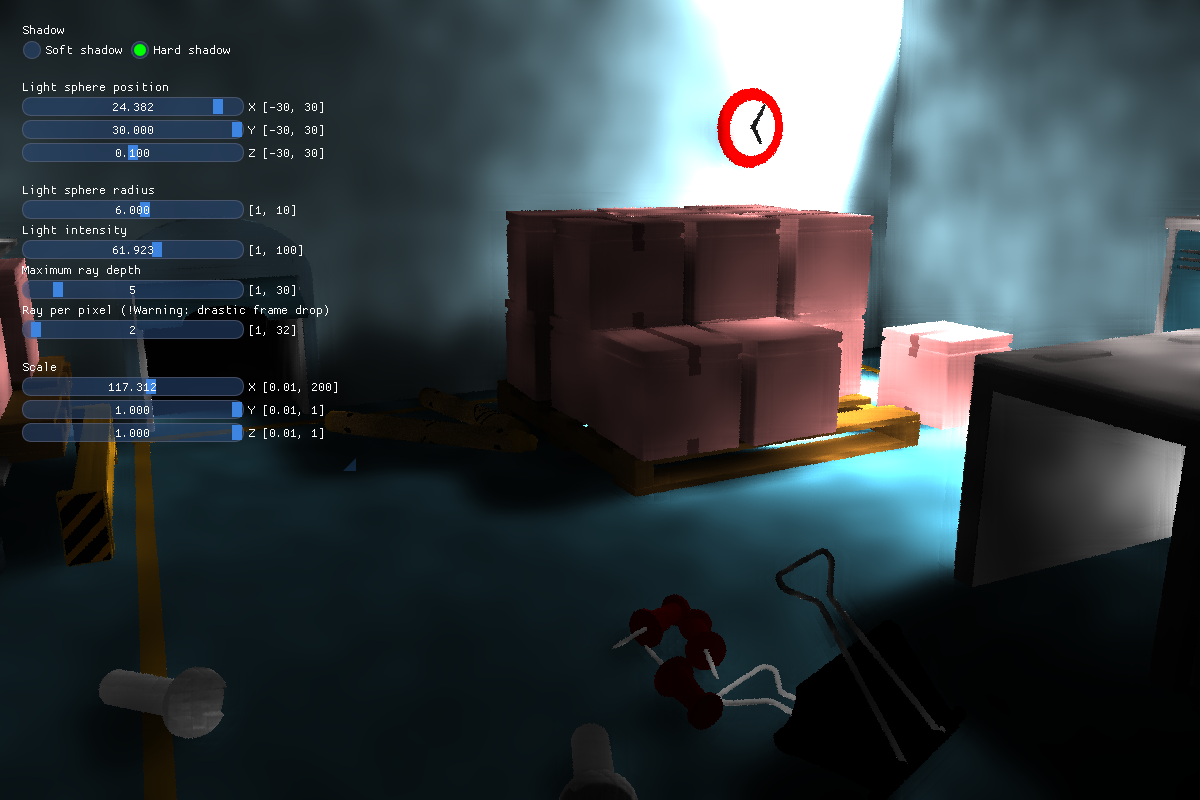 Shadow
Soft shadow Hard shadow
Light sphere position
24.382 X [-30, 30]
30.000 Y [-30, 30]
0.100 Z [-30, 30]
Light sphere radius
6.000 [1, 10]
Light intensity
61.923 [1, 100]
Maximum ray depth
5 [1, 30]
Ray per pixel (!Warning: drastic frame drop)
2 [1, 32]
Scale
117.312 X [0.01, 200]
1.000 Y [0.01, 1]
1.000 Z [0.01, 1]